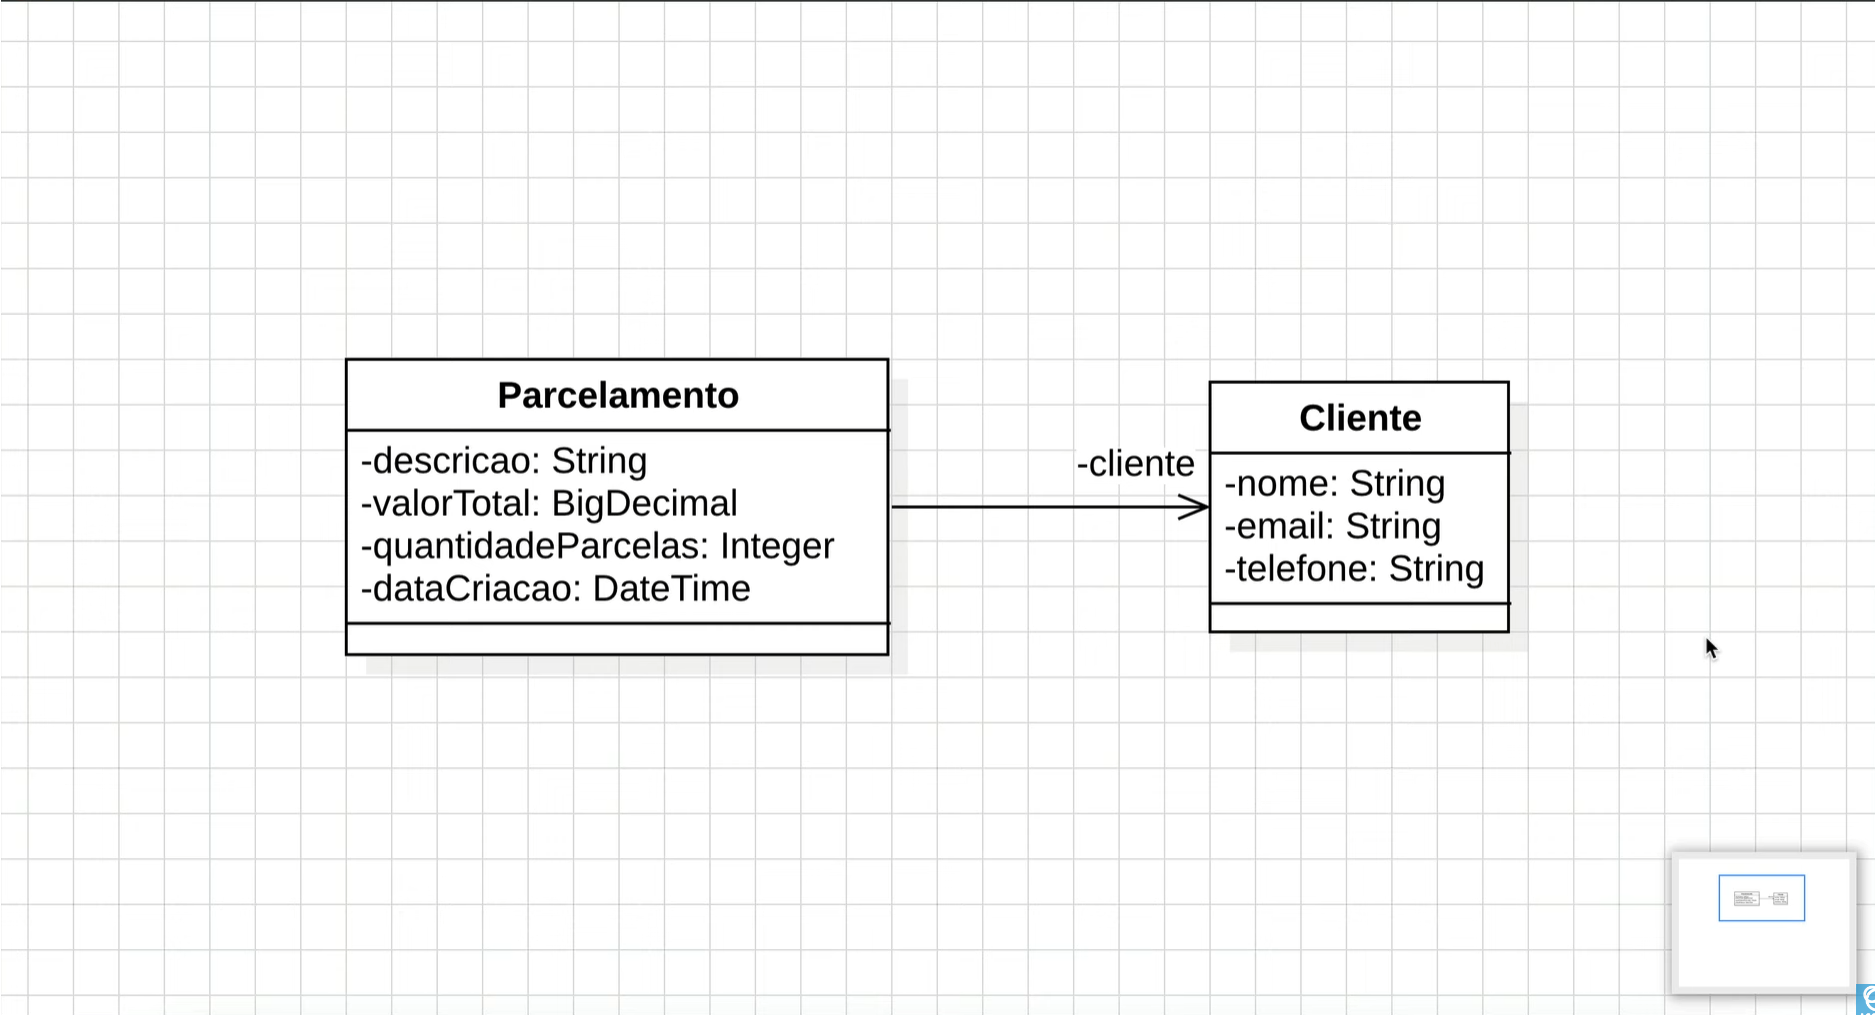 Parcelamento
-descricao: String
-valorTotal: BigDecimal
-quantidadeParcelas: Integer
-dataCriacao: DateTime
-cliente
Cliente
-nome: String
-email: String
-telefone: String